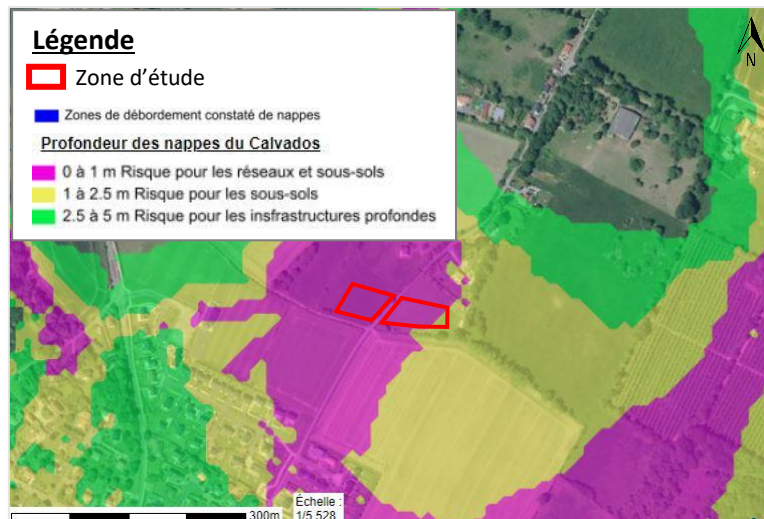 Légende
Zone d'étude
Zones de débordement constaté de nappes
Profondeur des nappes du Calvados
0 à 1 m Risque pour les réseaux et sous-sols
1 à 2.5 m Risque pour les sous-sols
2.5 à 5 m Risque pour les insfrastructures profondes
N
300m
Échelle :
1/5 528